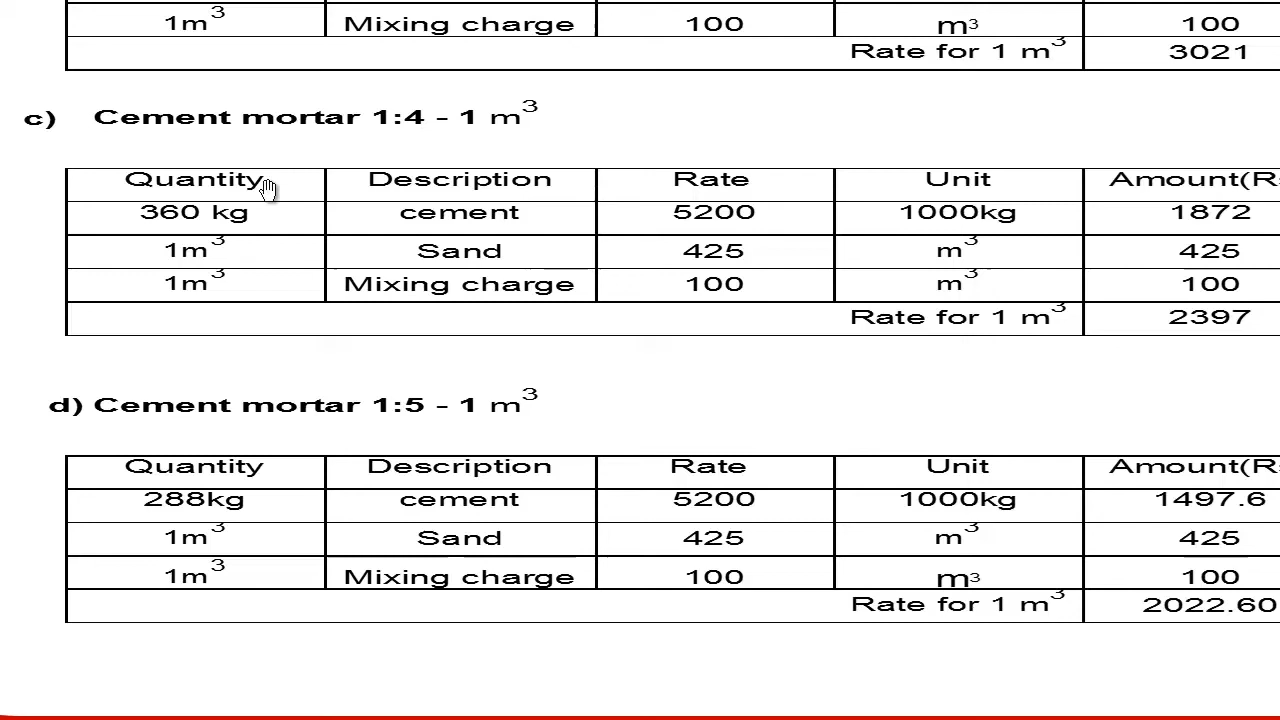 1m³ Mixing charge 100 m³ 100
Rate for 1 m³ 3021
c) Cement mortar 1:4 - 1 m³
Quantity Description Rate Unit Amount(Rs
360 kg cement 5200 1000kg 1872
1m³ Sand 425 m³ 425
1m³ Mixing charge 100 m³ 100
Rate for 1 m³ 2397
d) Cement mortar 1:5 - 1 m³
Quantity Description Rate Unit Amount(Rs
288kg cement 5200 1000kg 1497.6
1m³ Sand 425 m³ 425
1m³ Mixing charge 100 m³ 100
Rate for 1 m³ 2022.60